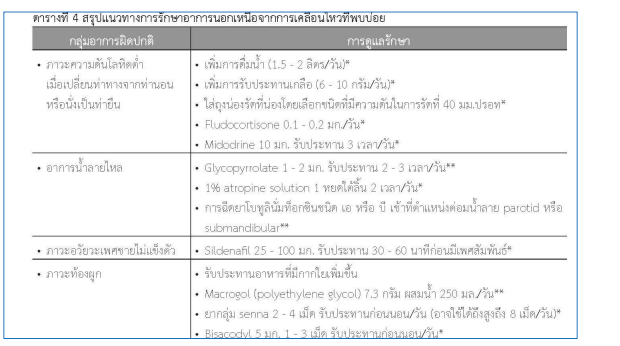 ตารางที่ 4 สรุปแนวทางการรักษาอาการนอกเหนือจากการเคลื่อนไหวที่พบบ่อย
กลุ่มอาการผิดปกติ
การดูแลรักษา
• ภาวะความดันโลหิตต่ำ
เมื่อเปลี่ยนท่าทางจากท่านอน
หรือนั่งเป็นท่ายืน
• เพิ่มการดื่มน้ำ (1.5 - 2 ลิตร/วัน)*
• เพิ่มการรับประทานเกลือ (6 - 10 กรัม/วัน)*
• ใส่ถุงน่องรัดที่น่องโดยเลือกชนิดที่มีความดันในการรัดที่ 40 มม.ปรอท*
• Fludocortisone 0.1 - 0.2 มก./วัน*
• Midodrine 10 มก. รับประทาน 3 เวลา/วัน*
• อาการน้ำลายไหล
• Glycopyrrolate 1 - 2 มก. รับประทาน 2 - 3 เวลา/วัน**
• 1% atropine solution 1 หยดใต้ลิ้น 2 เวลา/วัน*
• การฉีดยาโบทูลินั่มท็อกซินชนิด เอ หรือ บี เข้าที่ตำแหน่งต่อมน้ำลาย parotid หรือ
submandibular**
• ภาวะอวัยวะเพศชายไม่แข็งตัว
• Sildenafil 25 - 100 มก. รับประทาน 30 - 60 นาทีก่อนมีเพศสัมพันธ์*
• ภาวะท้องผูก
• รับประทานอาหารที่มีกากใยเพิ่มขึ้น
• Macrogol (polyethylene glycol) 7.3 กรัม ผสมน้ำ 250 มล./วัน**
• ยากลุ่ม senna 2 - 4 เม็ด รับประทานก่อนนอน/วัน (อาจใช้ได้ถึงสูงถึง 8 เม็ด/วัน)*
• Bisacodyl 5 มก. 1 - 3 เม็ด รับประทานก่อนนอน/วัน*